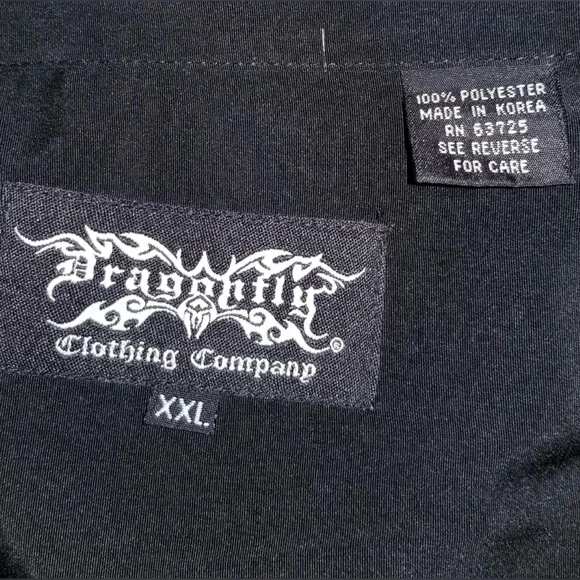 100% POLYESTER
MADE IN KOREA
RN 63725
SEE REVERSE
FOR CARE
Dragonfly
®
Clothing Company
XXL